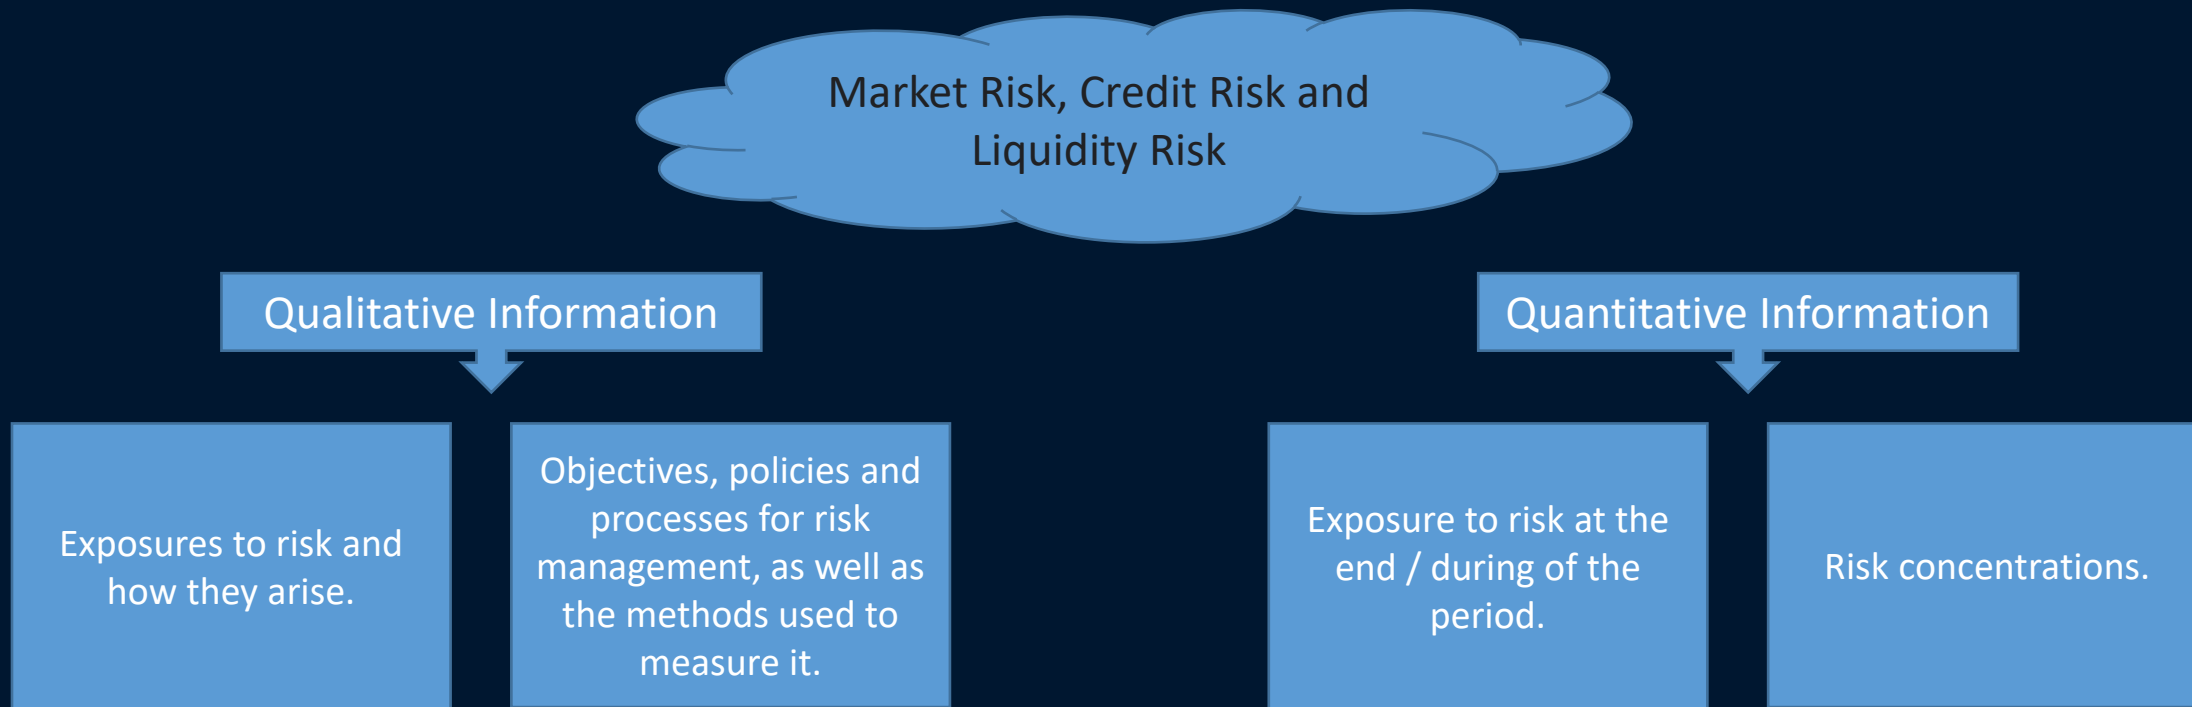 Market Risk, Credit Risk and
Liquidity Risk
Qualitative Information
Quantitative Information
Exposures to risk and
how they arise.
Objectives, policies and
processes for risk
management, as well as
the methods used to
measure it.
Exposure to risk at the
end / during of the
period.
Risk concentrations.